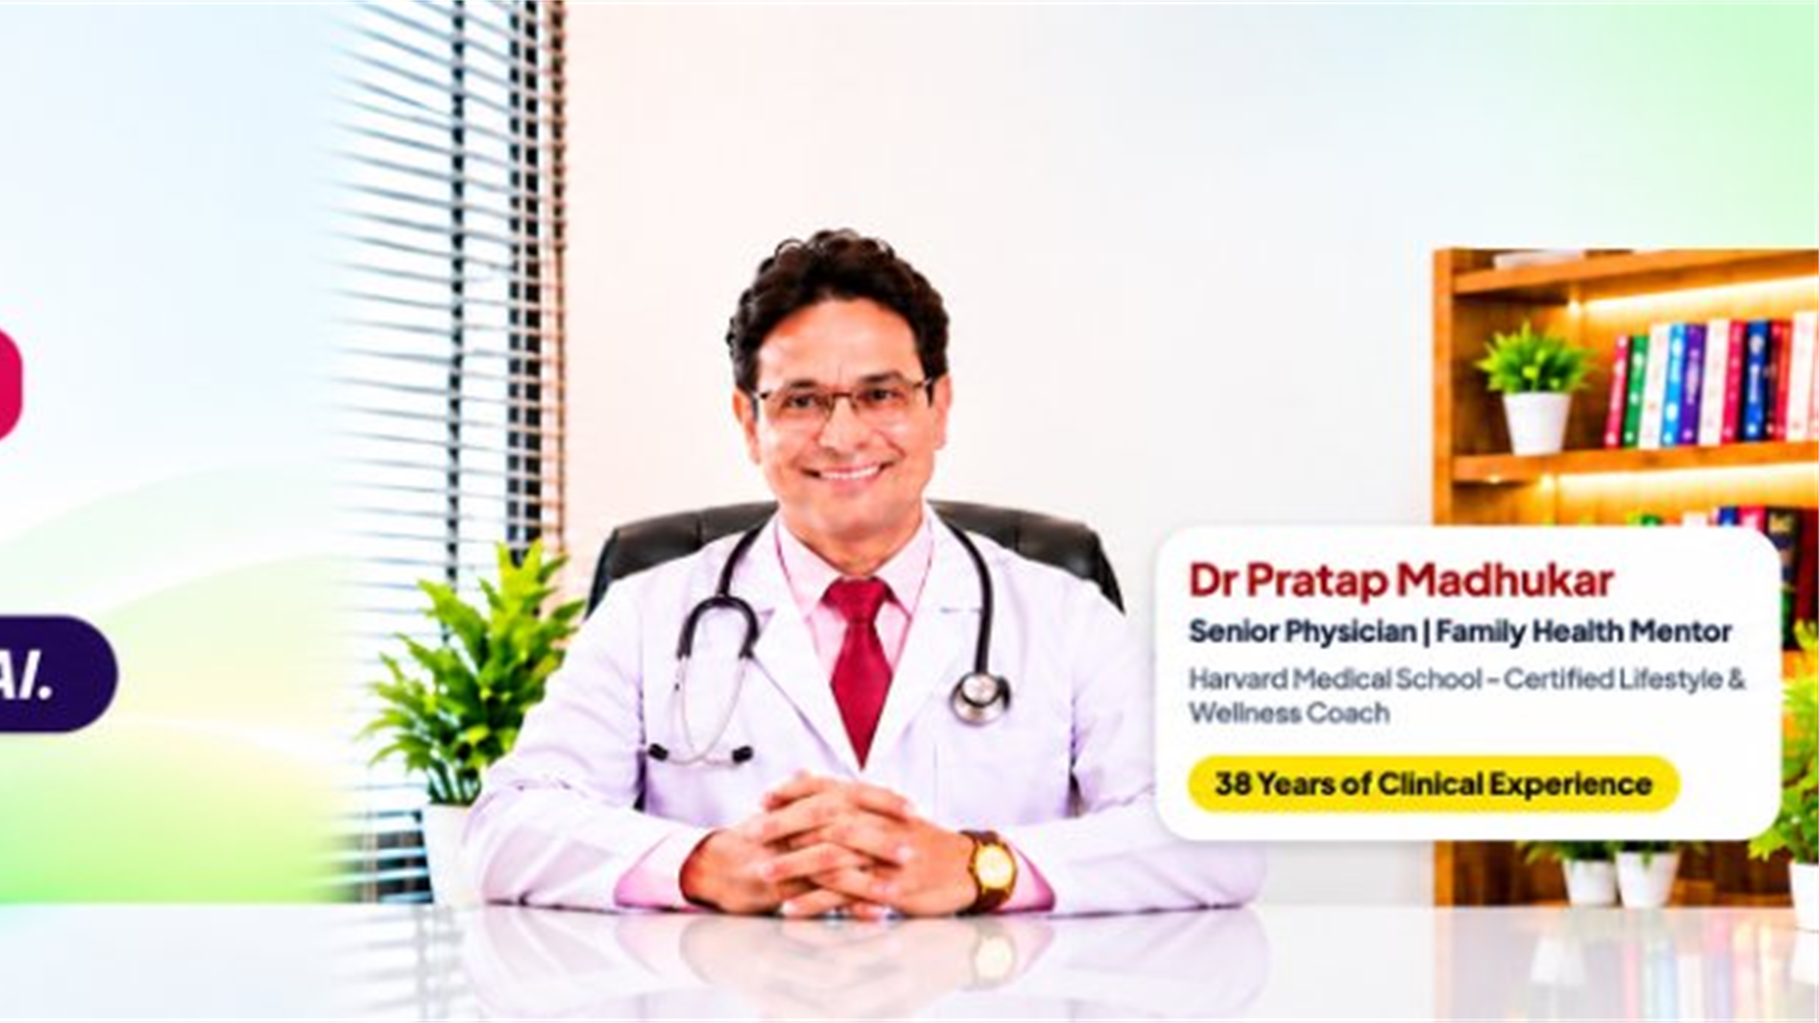 AI.
Dr Pratap Madhukar
Senior Physician | Family Health Mentor
Harvard Medical School – Certified Lifestyle &
Wellness Coach
38 Years of Clinical Experience